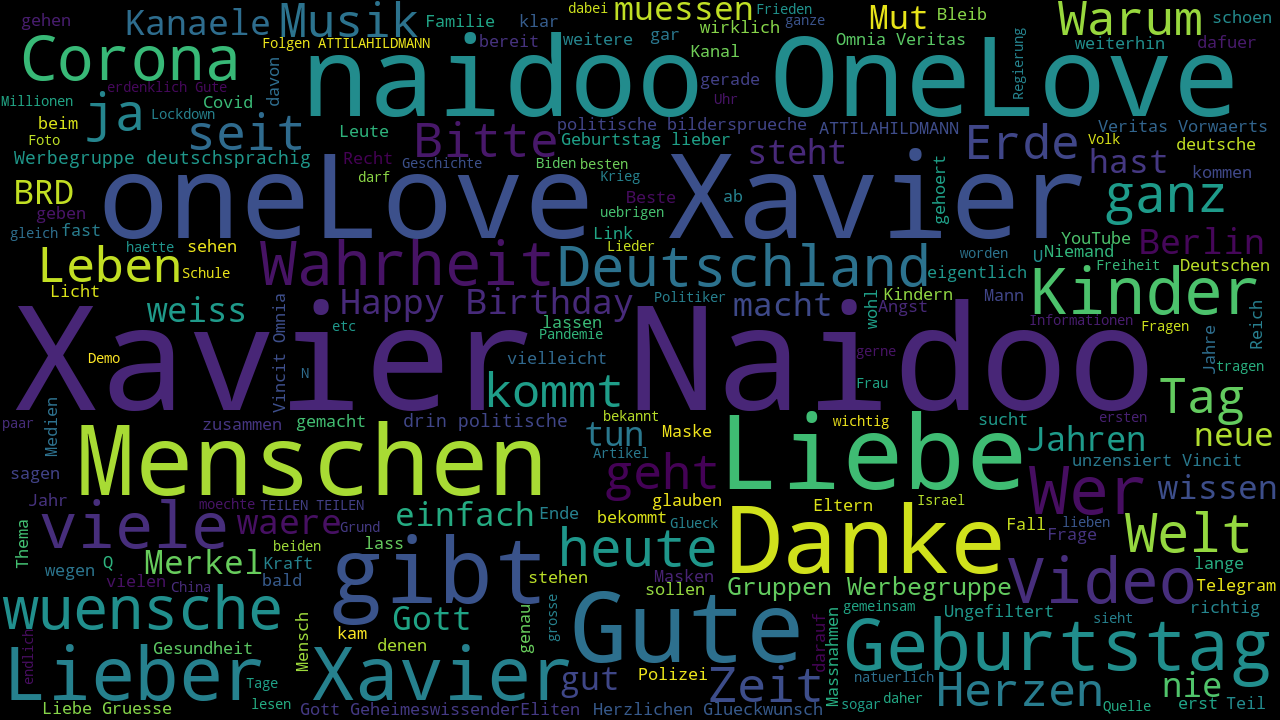 gehen
Kanaele
Musik
Familie
klar
dabei
muessen
Frieden
ganze
Mut
Bleib
Warum
schoen
Corona
Folgen ATTILAHILDMANN
bereit
weitere
gar
wirklich
Kanal
Omnia Veritas
weiterhin
dafuer
erdenklich Gute
davon
naidoo
OneLove
gerade
Regierung
Millionen
ja
Lockdown
Covid
Uhr
beim
Foto
seit
Leute
Bitte
politische bildersprueche
ATTILAHILDMANN
Geburtstag lieber
Erde
Veritas Vorwaerts
Volk
deutsche
Werbegruppe deutschsprachig
Recht
Geschichte
Biden
besten
steht
hast
kommen
BRD
oneLove
darf
Krieg
Xavier
gehoert
ganz
geben
Beste
ab
uebrigen
gleich
fast
Link
YouTube
Berlin
haette
sehen
Lieder
worden
U
Niemand
Leben
Schule
Wahrheit
Deutschland
eigentlich
Freiheit
Deutschen
Licht
weiss
Happy Birthday
Politiker
macht
wohl
Kindern
Angst
Mann
Kinder
Vincit Omnia
etc
lassen
Pandemie
Informationen
Fragen
Jahre
Reich
Xavier
Naidoo
Demo
N
vielleicht
gerne
tragen
kommt
Frau
Tag
paar
Medien
zusammen
gemacht
drin politische
bekannt
wichtig
sucht
ersten
Menschen
tun
Maske
Liebe
Jahren
neue
Artikel
sagen
geht
unzensiert Vincit
Jahr
moechte
TEILEN TEILEN
glauben
Eltern
Israel
Wer
wissen
viele
waere
Grund
einfach
Ende
bekommt
Glueck
Danke
Fall
Frage
lieben
Welt
Thema
Q
Merkel
beiden
Kraft
lass
gibt
heute
lange
wegen
vielen
China
bald
stehen
Masken
sollen
Gruppen Werbegruppe
Video
Telegram
wuensche
Gott
genau
grosse
Gute
gemeinsam
Ungefiltert
sieht
richtig
endlich
Gesundheit
Mensch
kam
denen
darauf
Massnahmen
Geburtstag
Lieber
Tage
Xavier
gut
Polizei
Zeit
natuerlich
Herzen
nie
Liebe Gruesse
lesen
Gott GeheimeswissenderEliten
Herzlichen Glueckwunsch
sogar
daher
Quelle
erst
Teil